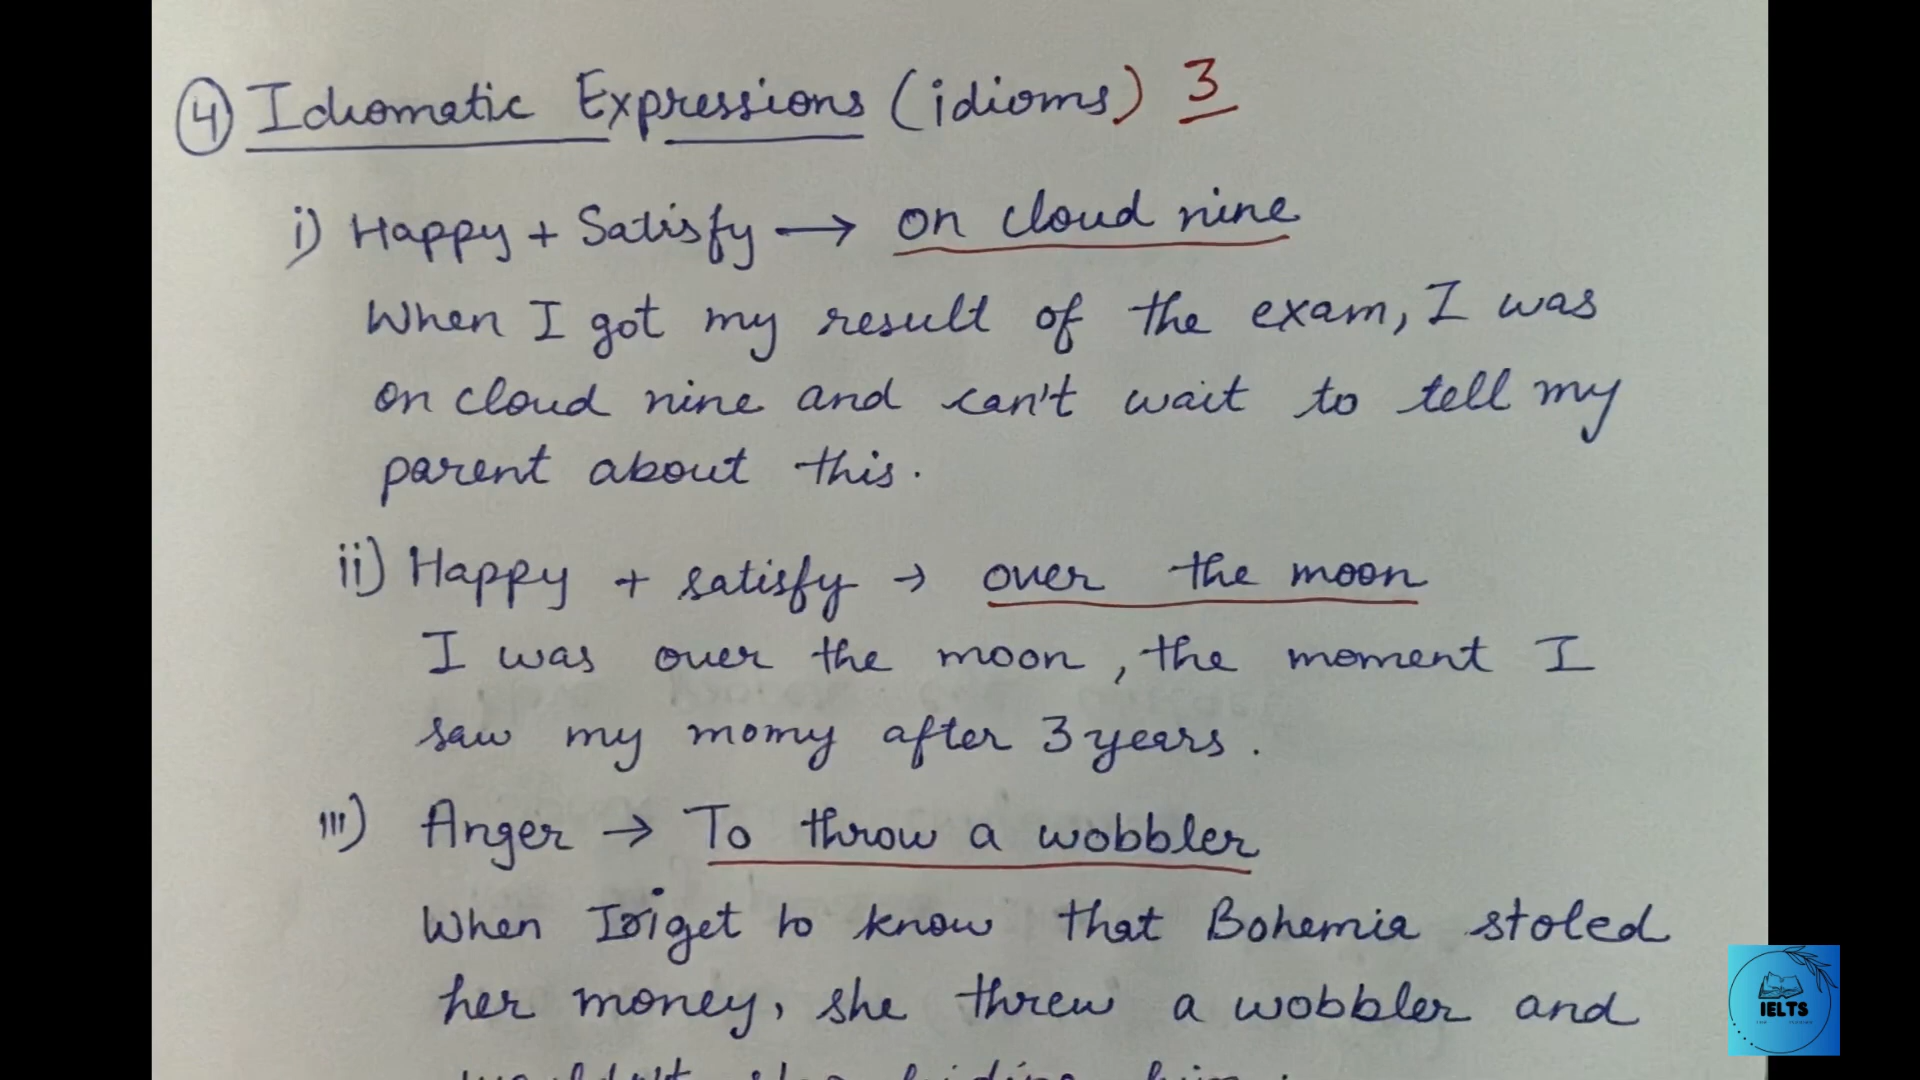 4 Idiomatic Expressions (idioms) 3
i) Happy + Satisfy → on cloud nine
When I got my result of the exam, I was
on cloud nine and can't wait to tell my
parent about this.
ii) Happy + satisfy → over the moon
I was over the moon, the moment I
saw my momy after 3 years.
iii) Anger → To throw a wobbler
When get to know that Bohemia stoled
her money, she threw a wobbler and
IELTS